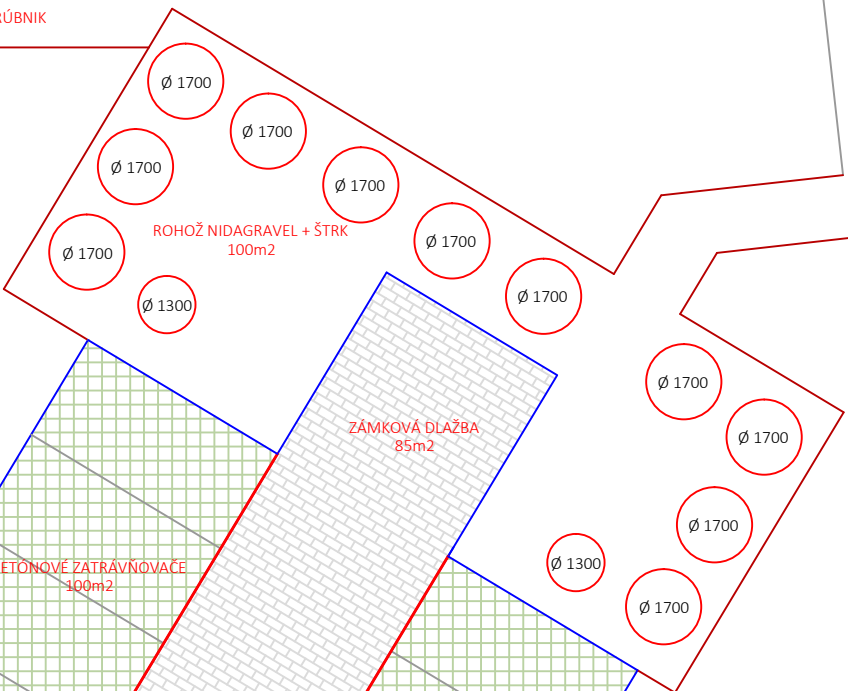 RÚBNIK
Ø 1700
Ø 1700
Ø 1700
Ø 1700
ROHOŽ NIDAGRAVEL + ŠTRK
100m2
Ø 1700
Ø 1700
Ø 1700
Ø 1300
Ø 1700
ZÁMKOVÁ DLAŽBA
85m2
Ø 1700
Ø 1700
Ø 1300
ETÓNOVÉ ZATRÁVŇOVAČE
100m2
Ø 1700